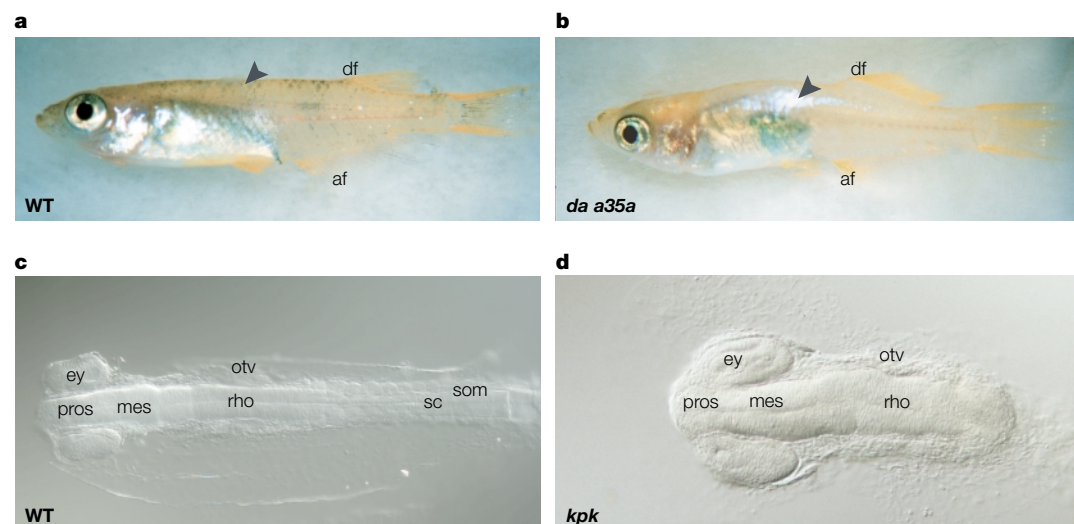 a
df
af
WT
b
df
af
da a35a
c
ey
otv
pros
mes
rho
sc
som
WT
d
ey
otv
pros
mes
rho
kpk